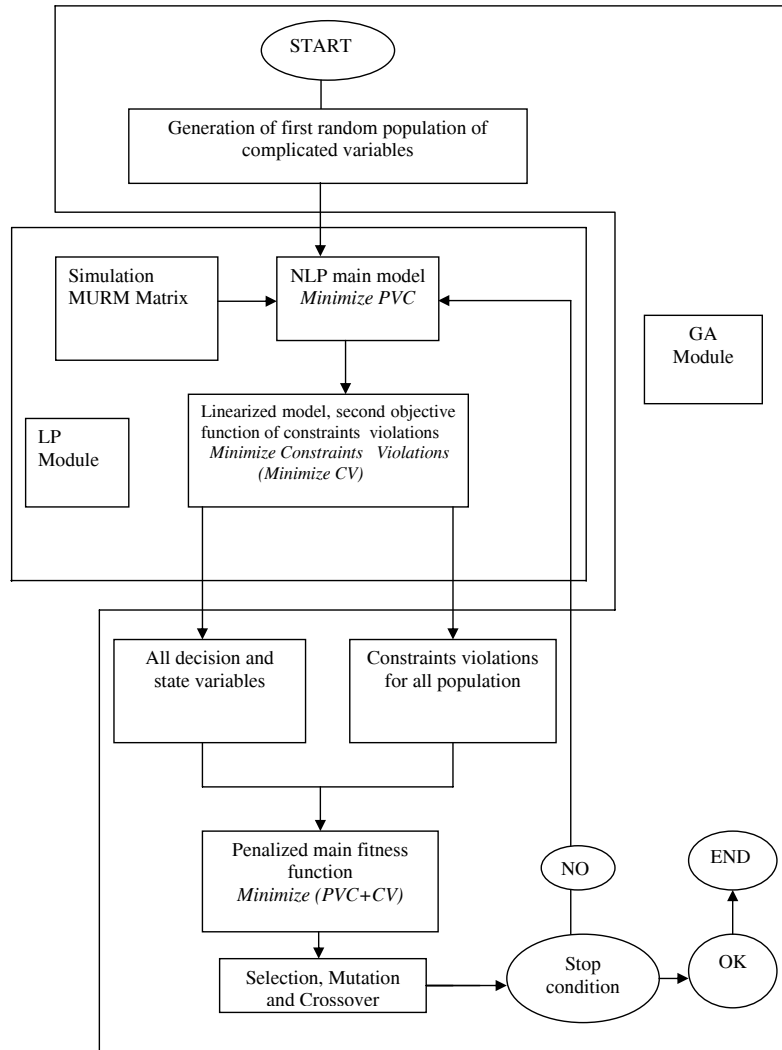 START
Generation of first random population of
complicated variables
Simulation
MURM Matrix
NLP main model
Minimize PVC
GA
Module
LP
Module
Linearized model, second objective
function of constraints violations
Minimize Constraints Violations
(Minimize CV)
All decision and
state variables
Constraints violations
for all population
Penalized main fitness
function
Minimize (PVC+CV)
NO
END
Selection, Mutation
and Crossover
Stop
condition
OK